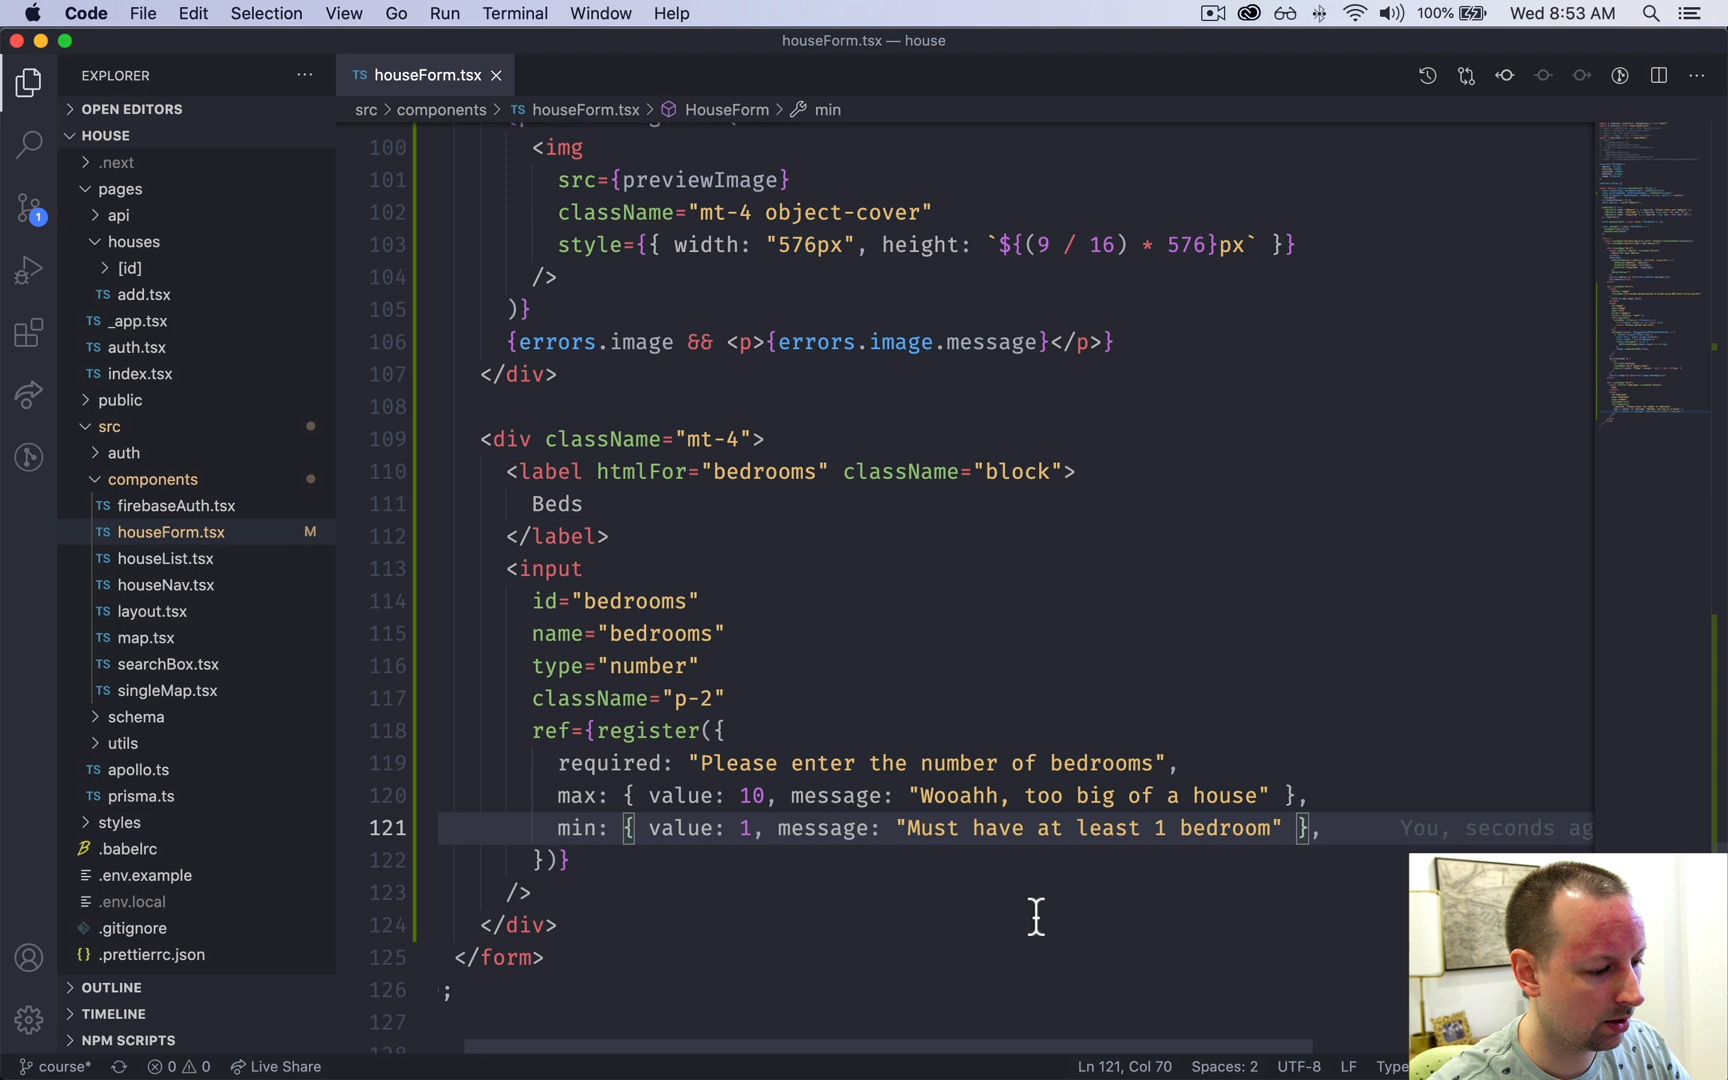 Code File Edit Selection View Go Run Terminal Window Help 100% Wed 8:53 AM
houseForm.tsx — house
EXPLORER
TS houseForm.tsx
OPEN EDITORS
src > components > TS houseForm.tsx > HouseForm > min
HOUSE
.next
pages
api
houses
[id]
add.tsx
TS _app.tsx
TS auth.tsx
TS index.tsx
public
src
auth
components
TS firebaseAuth.tsx
TS houseForm.tsx M
TS houseList.tsx
TS houseNav.tsx
TS layout.tsx
TS map.tsx
TS searchBox.tsx
TS singleMap.tsx
schema
utils
TS apollo.ts
TS prisma.ts
styles
.babelrc
.env.example
.env.local
.gitignore
{} .prettierrc.json
OUTLINE
TIMELINE
NPM SCRIPTS
1
100 <img
101 src={previewImage}
102 className="mt-4 object-cover"
103 style={{ width: "576px", height: `${(9 / 16) * 576}px` }}
104 />
105 )}
106 {errors.image && <p>{errors.image.message}</p>}
107 </div>
108
109 <div className="mt-4">
110 <label htmlFor="bedrooms" className="block">
111 Beds
112 </label>
113 <input
114 id="bedrooms"
115 name="bedrooms"
116 type="number"
117 className="p-2"
118 ref={register({
119 required: "Please enter the number of bedrooms",
120 max: { value: 10, message: "Wooahh, too big of a house" },
121 min: { value: 1, message: "Must have at least 1 bedroom" }, You, seconds ag
122 })}
123 />
124 </div>
125 </form>
126 ;
127
128
course* 0 0 Live Share Ln 121, Col 70 Spaces: 2 UTF-8 LF Type